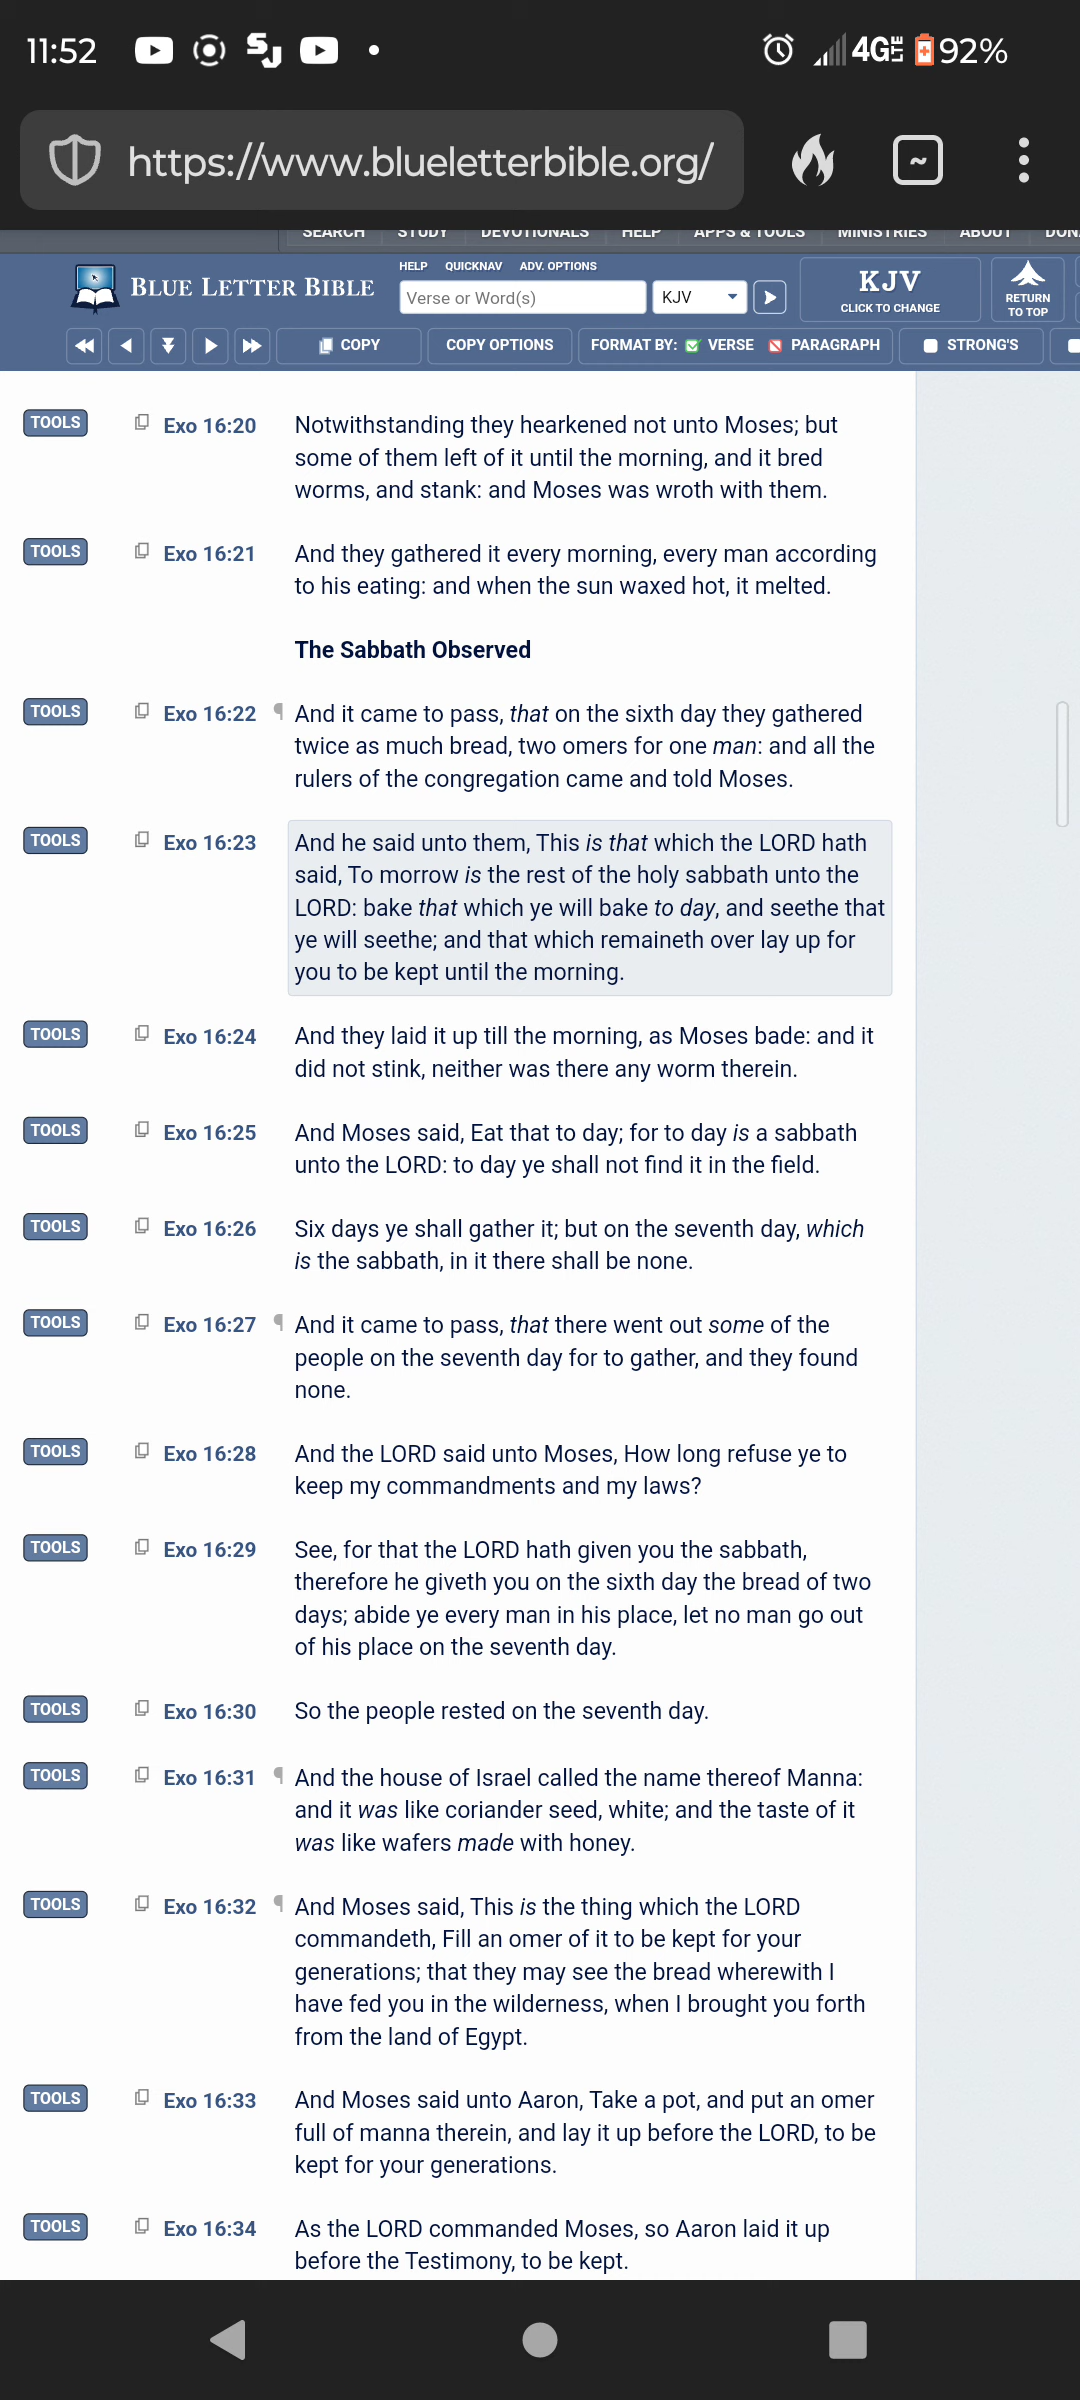 11:52
4G LTE 92%
https://www.blueletterbible.org/
SEARCH STUDY DEVOTIONALS HELP APPS & TOOLS MINISTRIES ABOUT DON
BLUE LETTER BIBLE
HELP QUICKNAV ADV. OPTIONS
Verse or Word(s) KJV
KJV
CLICK TO CHANGE
RETURN
TO TOP
COPY COPY OPTIONS FORMAT BY: VERSE PARAGRAPH STRONG'S
TOOLS Exo 16:20 Notwithstanding they hearkened not unto Moses; but
some of them left of it until the morning, and it bred
worms, and stank: and Moses was wroth with them.
TOOLS Exo 16:21 And they gathered it every morning, every man according
to his eating: and when the sun waxed hot, it melted.
The Sabbath Observed
TOOLS Exo 16:22 ¶ And it came to pass, that on the sixth day they gathered
twice as much bread, two omers for one man: and all the
rulers of the congregation came and told Moses.
TOOLS Exo 16:23 And he said unto them, This is that which the LORD hath
said, To morrow is the rest of the holy sabbath unto the
LORD: bake that which ye will bake to day, and seethe that
ye will seethe; and that which remaineth over lay up for
you to be kept until the morning.
TOOLS Exo 16:24 And they laid it up till the morning, as Moses bade: and it
did not stink, neither was there any worm therein.
TOOLS Exo 16:25 And Moses said, Eat that to day; for to day is a sabbath
unto the LORD: to day ye shall not find it in the field.
TOOLS Exo 16:26 Six days ye shall gather it; but on the seventh day, which
is the sabbath, in it there shall be none.
TOOLS Exo 16:27 ¶ And it came to pass, that there went out some of the
people on the seventh day for to gather, and they found
none.
TOOLS Exo 16:28 And the LORD said unto Moses, How long refuse ye to
keep my commandments and my laws?
TOOLS Exo 16:29 See, for that the LORD hath given you the sabbath,
therefore he giveth you on the sixth day the bread of two
days; abide ye every man in his place, let no man go out
of his place on the seventh day.
TOOLS Exo 16:30 So the people rested on the seventh day.
TOOLS Exo 16:31 ¶ And the house of Israel called the name thereof Manna:
and it was like coriander seed, white; and the taste of it
was like wafers made with honey.
TOOLS Exo 16:32 ¶ And Moses said, This is the thing which the LORD
commandeth, Fill an omer of it to be kept for your
generations; that they may see the bread wherewith I
have fed you in the wilderness, when I brought you forth
from the land of Egypt.
TOOLS Exo 16:33 And Moses said unto Aaron, Take a pot, and put an omer
full of manna therein, and lay it up before the LORD, to be
kept for your generations.
TOOLS Exo 16:34 As the LORD commanded Moses, so Aaron laid it up
before the Testimony, to be kept.